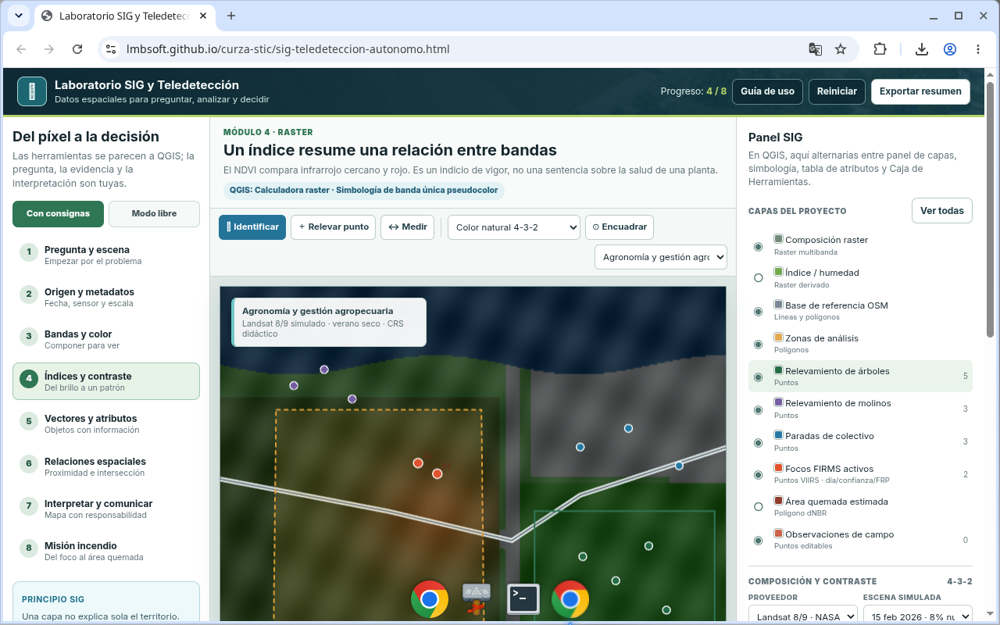 Laboratorio SIG y Teledetecc
lmbsoft.github.io/curza-stic/sig-teledeteccion-autonomo.html
Laboratorio SIG y Teledetección
Datos espaciales para preguntar, analizar y decidir
Progreso: 4 / 8
Guía de uso
Reiniciar
Exportar resumen
Del píxel a la decisión
Las herramientas se parecen a QGIS; la
pregunta, la evidencia y la
interpretación son tuyas.
Con consignas
Modo libre
1
Pregunta y escena
Empezar por el problema
2
Origen y metadatos
Fecha, sensor y escala
3
Bandas y color
Componer para ver
4
Índices y contraste
Del brillo a un patrón
5
Vectores y atributos
Objetos con información
6
Relaciones espaciales
Proximidad e intersección
7
Interpretar y comunicar
Mapa con responsabilidad
8
Misión incendio
Del foco al área quemada
PRINCIPIO SIG
Una capa no explica sola el territorio.
MÓDULO 4 · RASTER
Un índice resume una relación entre bandas
El NDVI compara infrarrojo cercano y rojo. Es un indicio de vigor, no una sentencia sobre la salud de una planta.
QGIS: Calculadora raster · Simbología de banda única pseudocolor
Identificar
+ Relevar punto
↔ Medir
Color natural 4-3-2
⊙ Encuadrar
Agronomía y gestión agro
Agronomía y gestión agropecuaria
Landsat 8/9 simulado · verano seco · CRS
didáctico
Panel SIG
En QGIS, aquí alternarías entre panel de capas,
simbología, tabla de atributos y Caja de
Herramientas.
CAPAS DEL PROYECTO
Ver todas
Composición raster
Raster multibanda
Índice / humedad
Raster derivado
Base de referencia OSM
Líneas y polígonos
Zonas de análisis
Polígonos
Relevamiento de árboles
5
Puntos
Relevamiento de molinos
3
Puntos
Paradas de colectivo
3
Puntos
Focos FIRMS activos
2
Puntos VIIRS · día/confianza/FRP
Área quemada estimada
Polígono dNBR
Observaciones de campo
0
Puntos editables
COMPOSICIÓN Y CONTRASTE
4-3-2
PROVEEDOR
ESCENA SIMULADA
Landsat 8/9 · NASA
15 feb 2026 · 8% nu